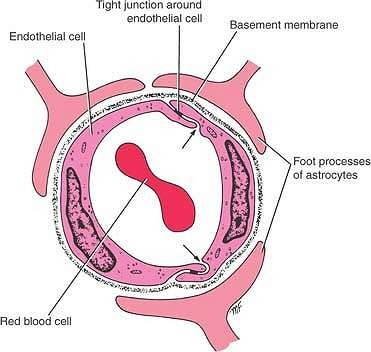 Tight junction around
endothelial cell
Basement membrane
Endothelial cell
Foot processes
of astrocytes
Red blood cell